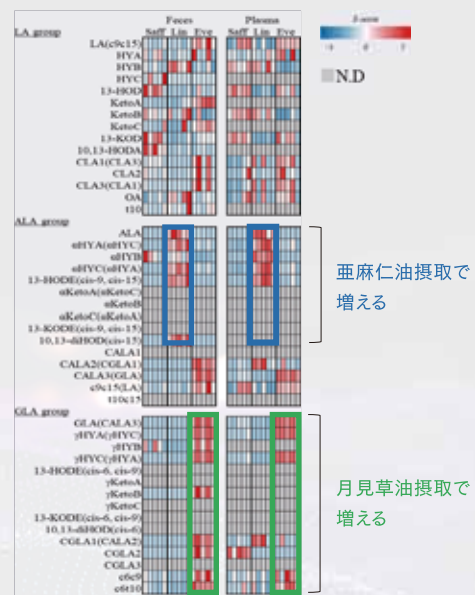 Feces Plasma
LA group Saff Lin Eve Saff Lin Eve
Z-score
LA(c9c15)
HYA
HYB
HYC
13-HOD
KetoA
KetoB
KetoC
13-KOD
10,13-HODA
CLA1(CLA3)
CLA2
CLA3(CLA1)
OA
t10
N.D
ALA group
ALA
αHYA(αHYC)
αHYB
αHYC(αHYA)
13-HODE(cis-9, cis-15)
αKetoA(αKetoC)
αKetoB
αKetoC(αKetoA)
13-KODE(cis-9, cis-15)
10,13-diHOD(cis-15)
CALA1
CALA2(CGLA1)
CALA3(GLA)
c9c15(LA)
t10c15
亜麻仁油摂取で
増える
GLA group
GLA(CALA3)
γHYA(γHYC)
γHYB
γHYC(γHYA)
13-HODE(cis-6, cis-9)
γKetoA
γKetoB
γKetoC
13-KODE(cis-6, cis-9)
10,13-diHOD(cis-6)
CGLA1(CALA2)
CGLA2
CGLA3
c6c9
c6t10
月見草油摂取で
増える